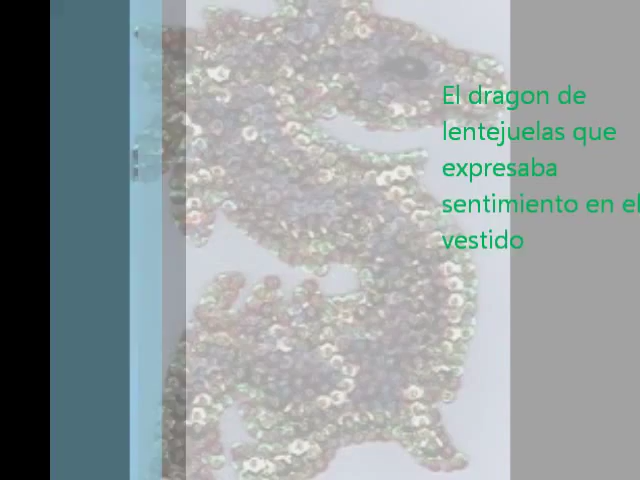 El dragon de
lentejuelas que
expresaba
sentimiento en el
vestido